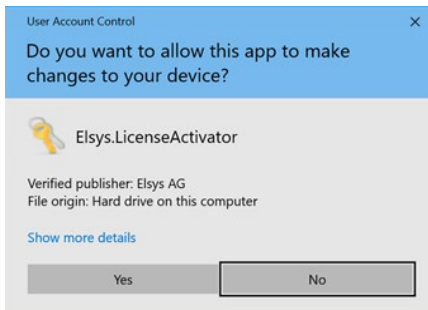 User Account Control
Do you want to allow this app to make
changes to your device?
Elsys.LicenseActivator
Verified publisher: Elsys AG
File origin: Hard drive on this computer
Show more details
Yes
No